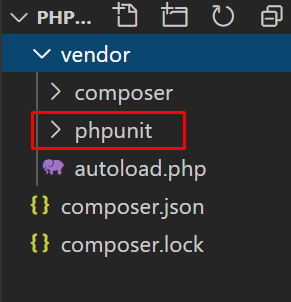 PHP...
vendor
composer
phpunit
autoload.php
{} composer.json
{} composer.lock